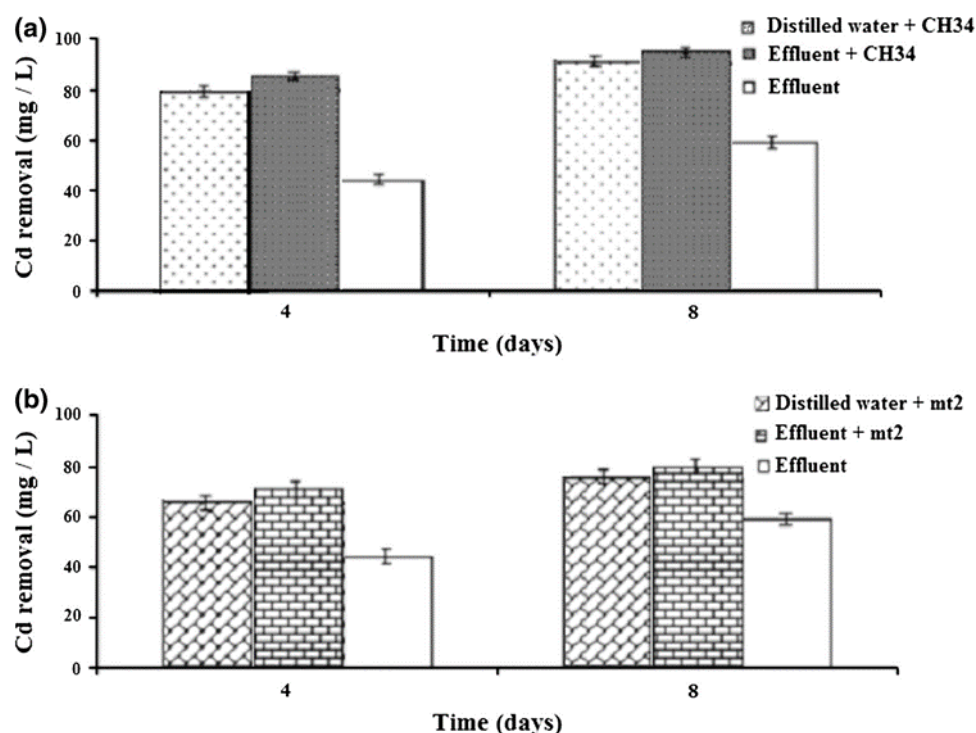 (a)
100
80
60
40
20
0
Cd removal (mg / L)
Distilled water + CH34
Effluent + CH34
Effluent
4
8
Time (days)
(b)
100
80
60
40
20
0
Cd removal (mg / L)
Distilled water + mt2
Effluent + mt2
Effluent
4
8
Time (days)